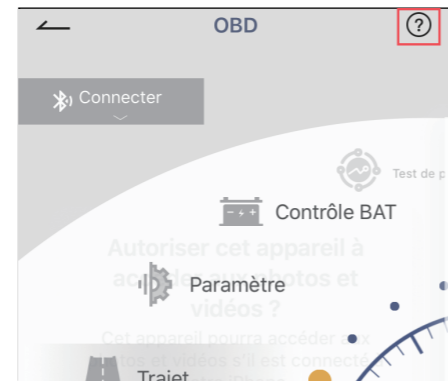 OBD
?
Connecter
Test de p
Contrôle BAT
Autoriser cet appareil à
accéder aux photos et
Paramètre
vidéos ?
Cet appareil pourra accéder aux
photos et vidéos s'il est connecté
Trajet